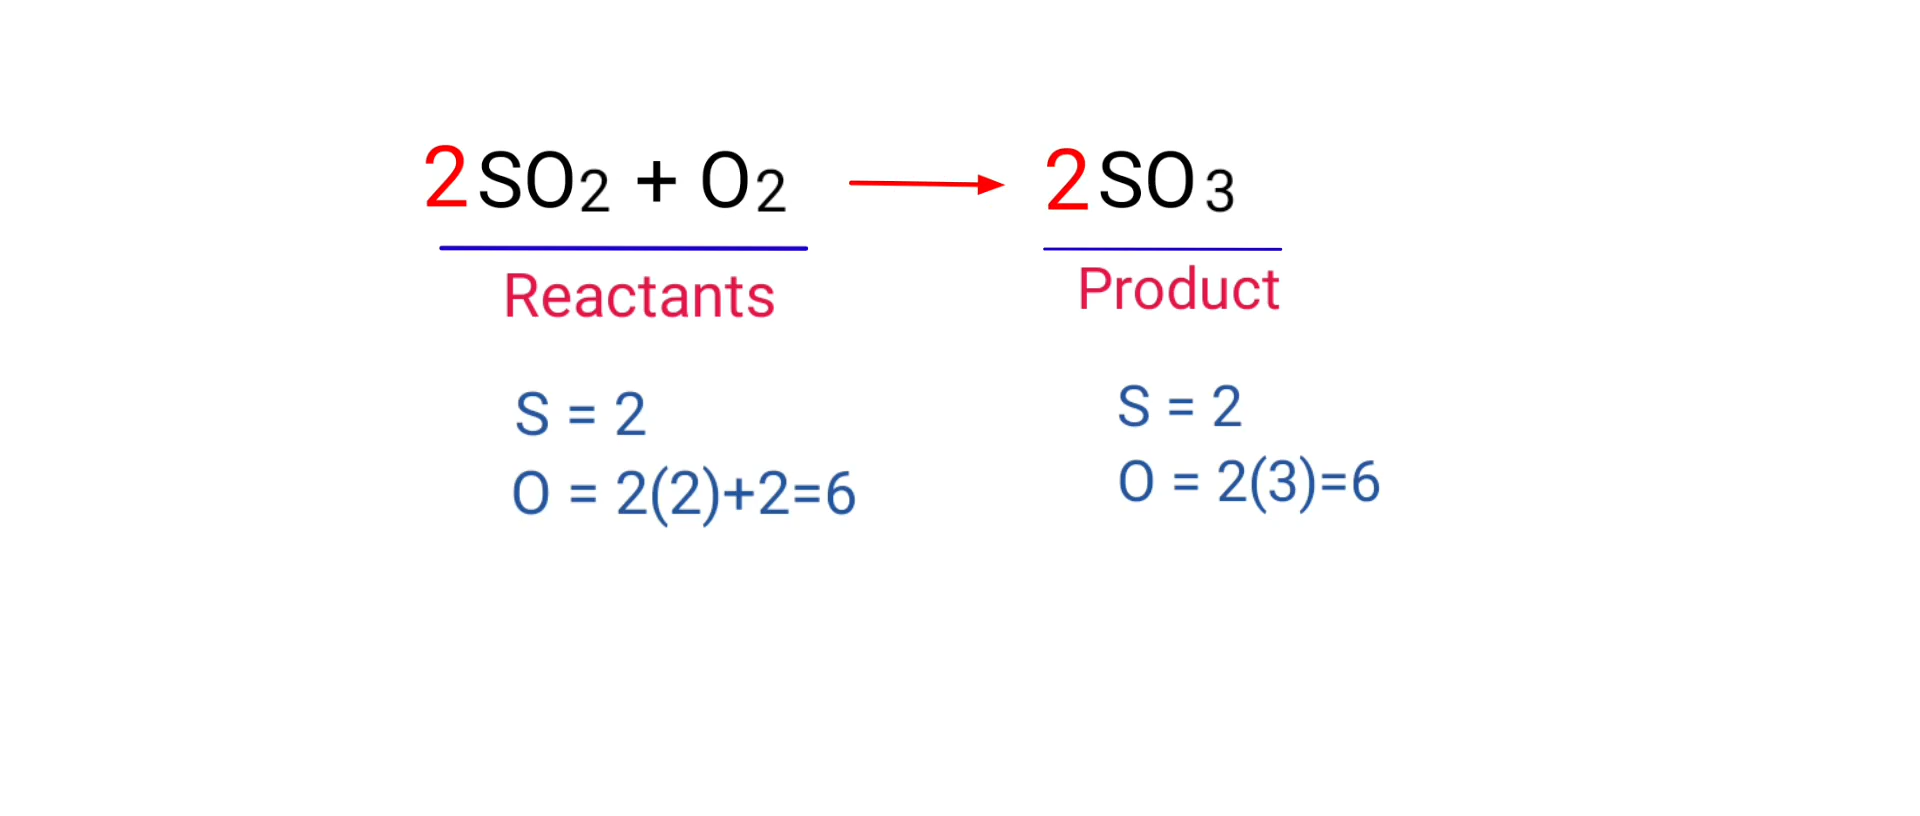 2SO2 + O2 → 2SO3
Reactants Product
S = 2 S = 2
O = 2(2)+2=6 O = 2(3)=6